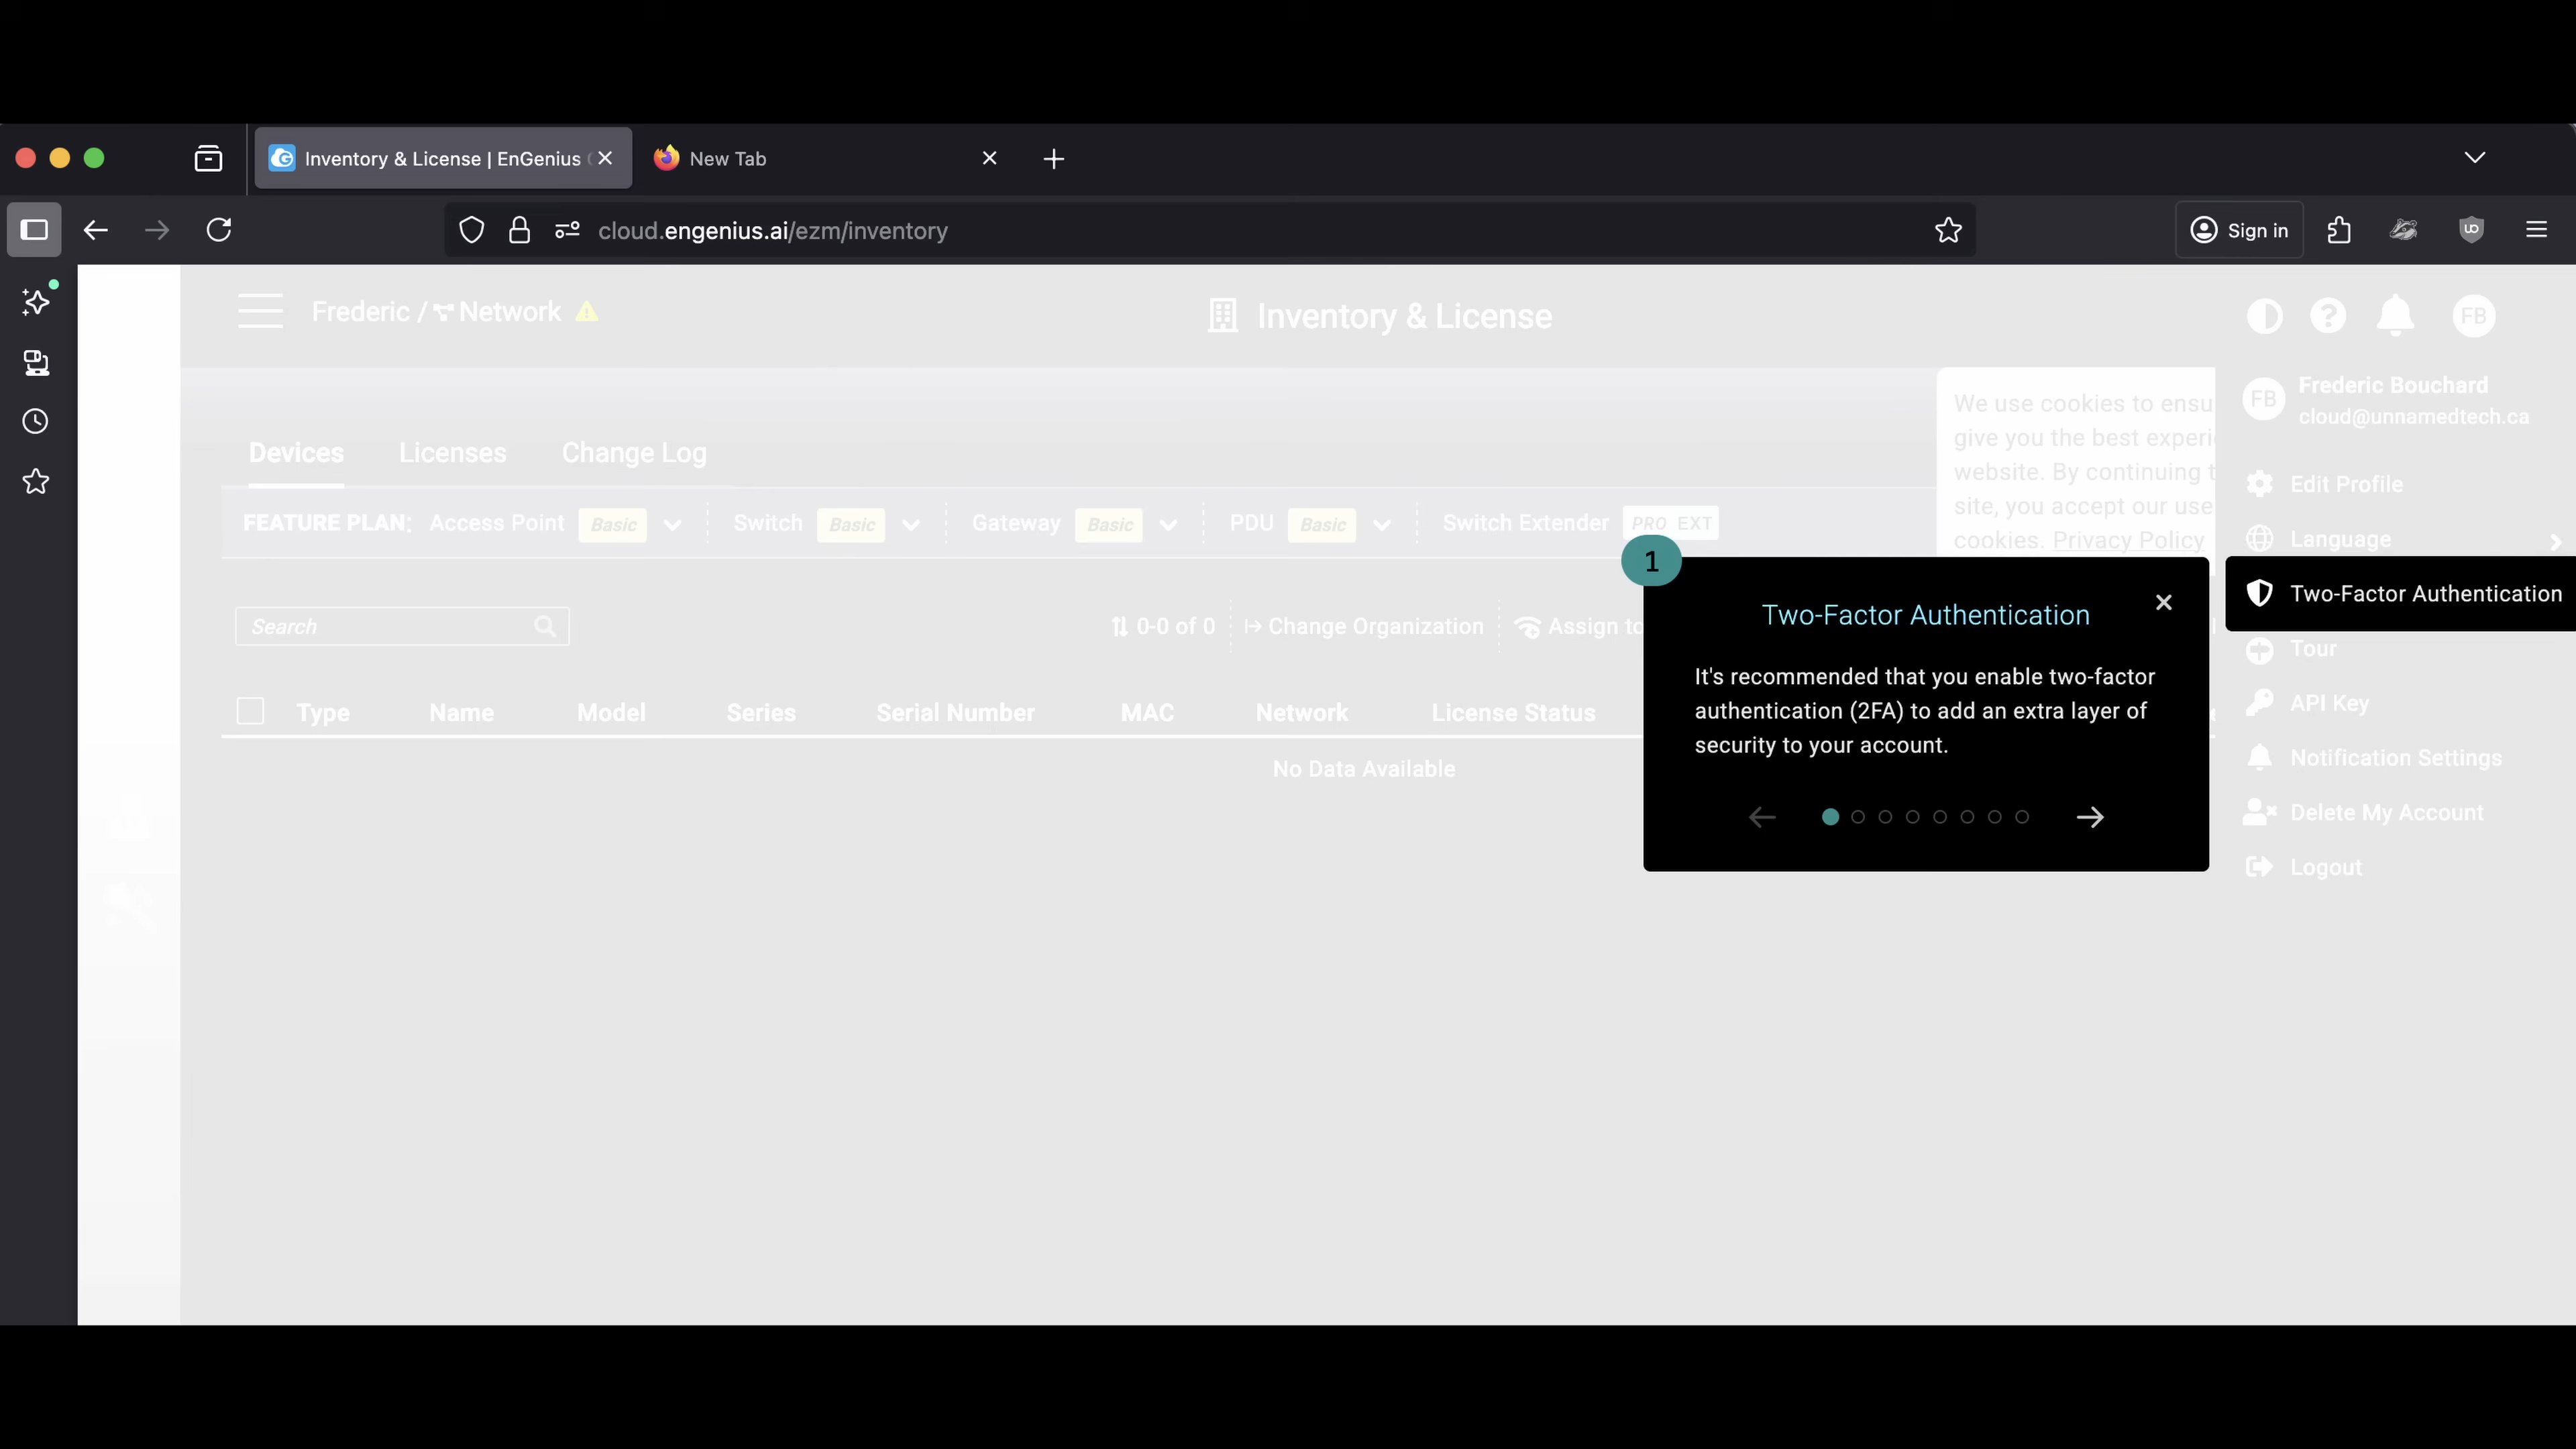 Inventory & License | EnGenius
New Tab
cloud.engenius.ai/ezm/inventory
Sign in
Frederic / Network
Inventory & License
FB
FB
Frederic Bouchard
cloud@unnamedtech.ca
We use cookies to ensu
give you the best experi
website. By continuing t
site, you accept our use
cookies. Privacy Policy
Devices
Licenses
Change Log
Edit Profile
FEATURE PLAN: Access Point Basic
Switch Basic
Gateway Basic
PDU Basic
Switch Extender PRO EXT
Language
1
Two-Factor Authentication
Two-Factor Authentication
It's recommended that you enable two-factor
authentication (2FA) to add an extra layer of
security to your account.
Search
0-0 of 0
Change Organization
Assign to
Tour
Type Name Model Series Serial Number MAC Network License Status
API Key
No Data Available
Notification Settings
Delete My Account
Logout